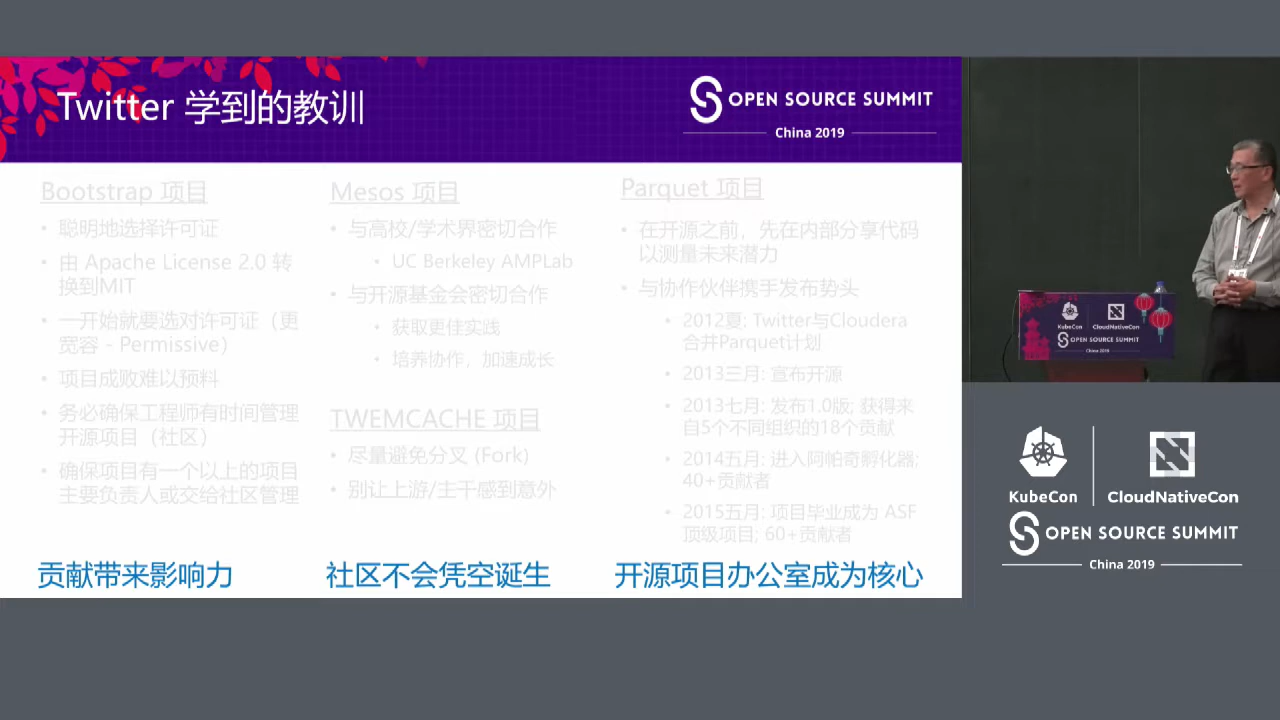 Twitter 学到的教训
OPEN SOURCE SUMMIT
China 2019
Bootstrap 项目
• 聪明地选择许可证
• 由 Apache License 2.0 转
换到MIT
• 一开始就要选对许可证（更
宽容 - Permissive）
• 项目成败难以预料
• 务必确保工程师有时间管理
开源项目（社区）
• 确保项目有一个以上的项目
主要负责人或交给社区管理
贡献带来影响力
Mesos 项目
• 与高校/学术界密切合作
• UC Berkeley AMPLab
• 与开源基金会密切合作
• 获取更佳实践
• 培养协作，加速成长
TWEMCACHE 项目
• 尽量避免分叉 (Fork)
• 别让上游/主干感到意外
社区不会凭空诞生
Parquet 项目
• 在开源之前，先在内部分享代码
以测量未来潜力
• 与协作伙伴携手发布势头
• 2012夏; Twitter与Cloudera
合并Parquet计划
• 2013三月: 宣布开源
• 2013七月: 发布1.0版; 获得来
自5个不同组织的18个贡献
• 2014五月: 进入阿帕奇孵化器;
40+贡献者
• 2015五月: 项目毕业成为 ASF
顶级项目; 60+贡献者
开源项目办公室成为核心
KubeCon
CloudNativeCon
OPEN SOURCE SUMMIT
China 2019
KubeCon
CloudNativeCon
OPEN SOURCE SUMMIT
China 2019